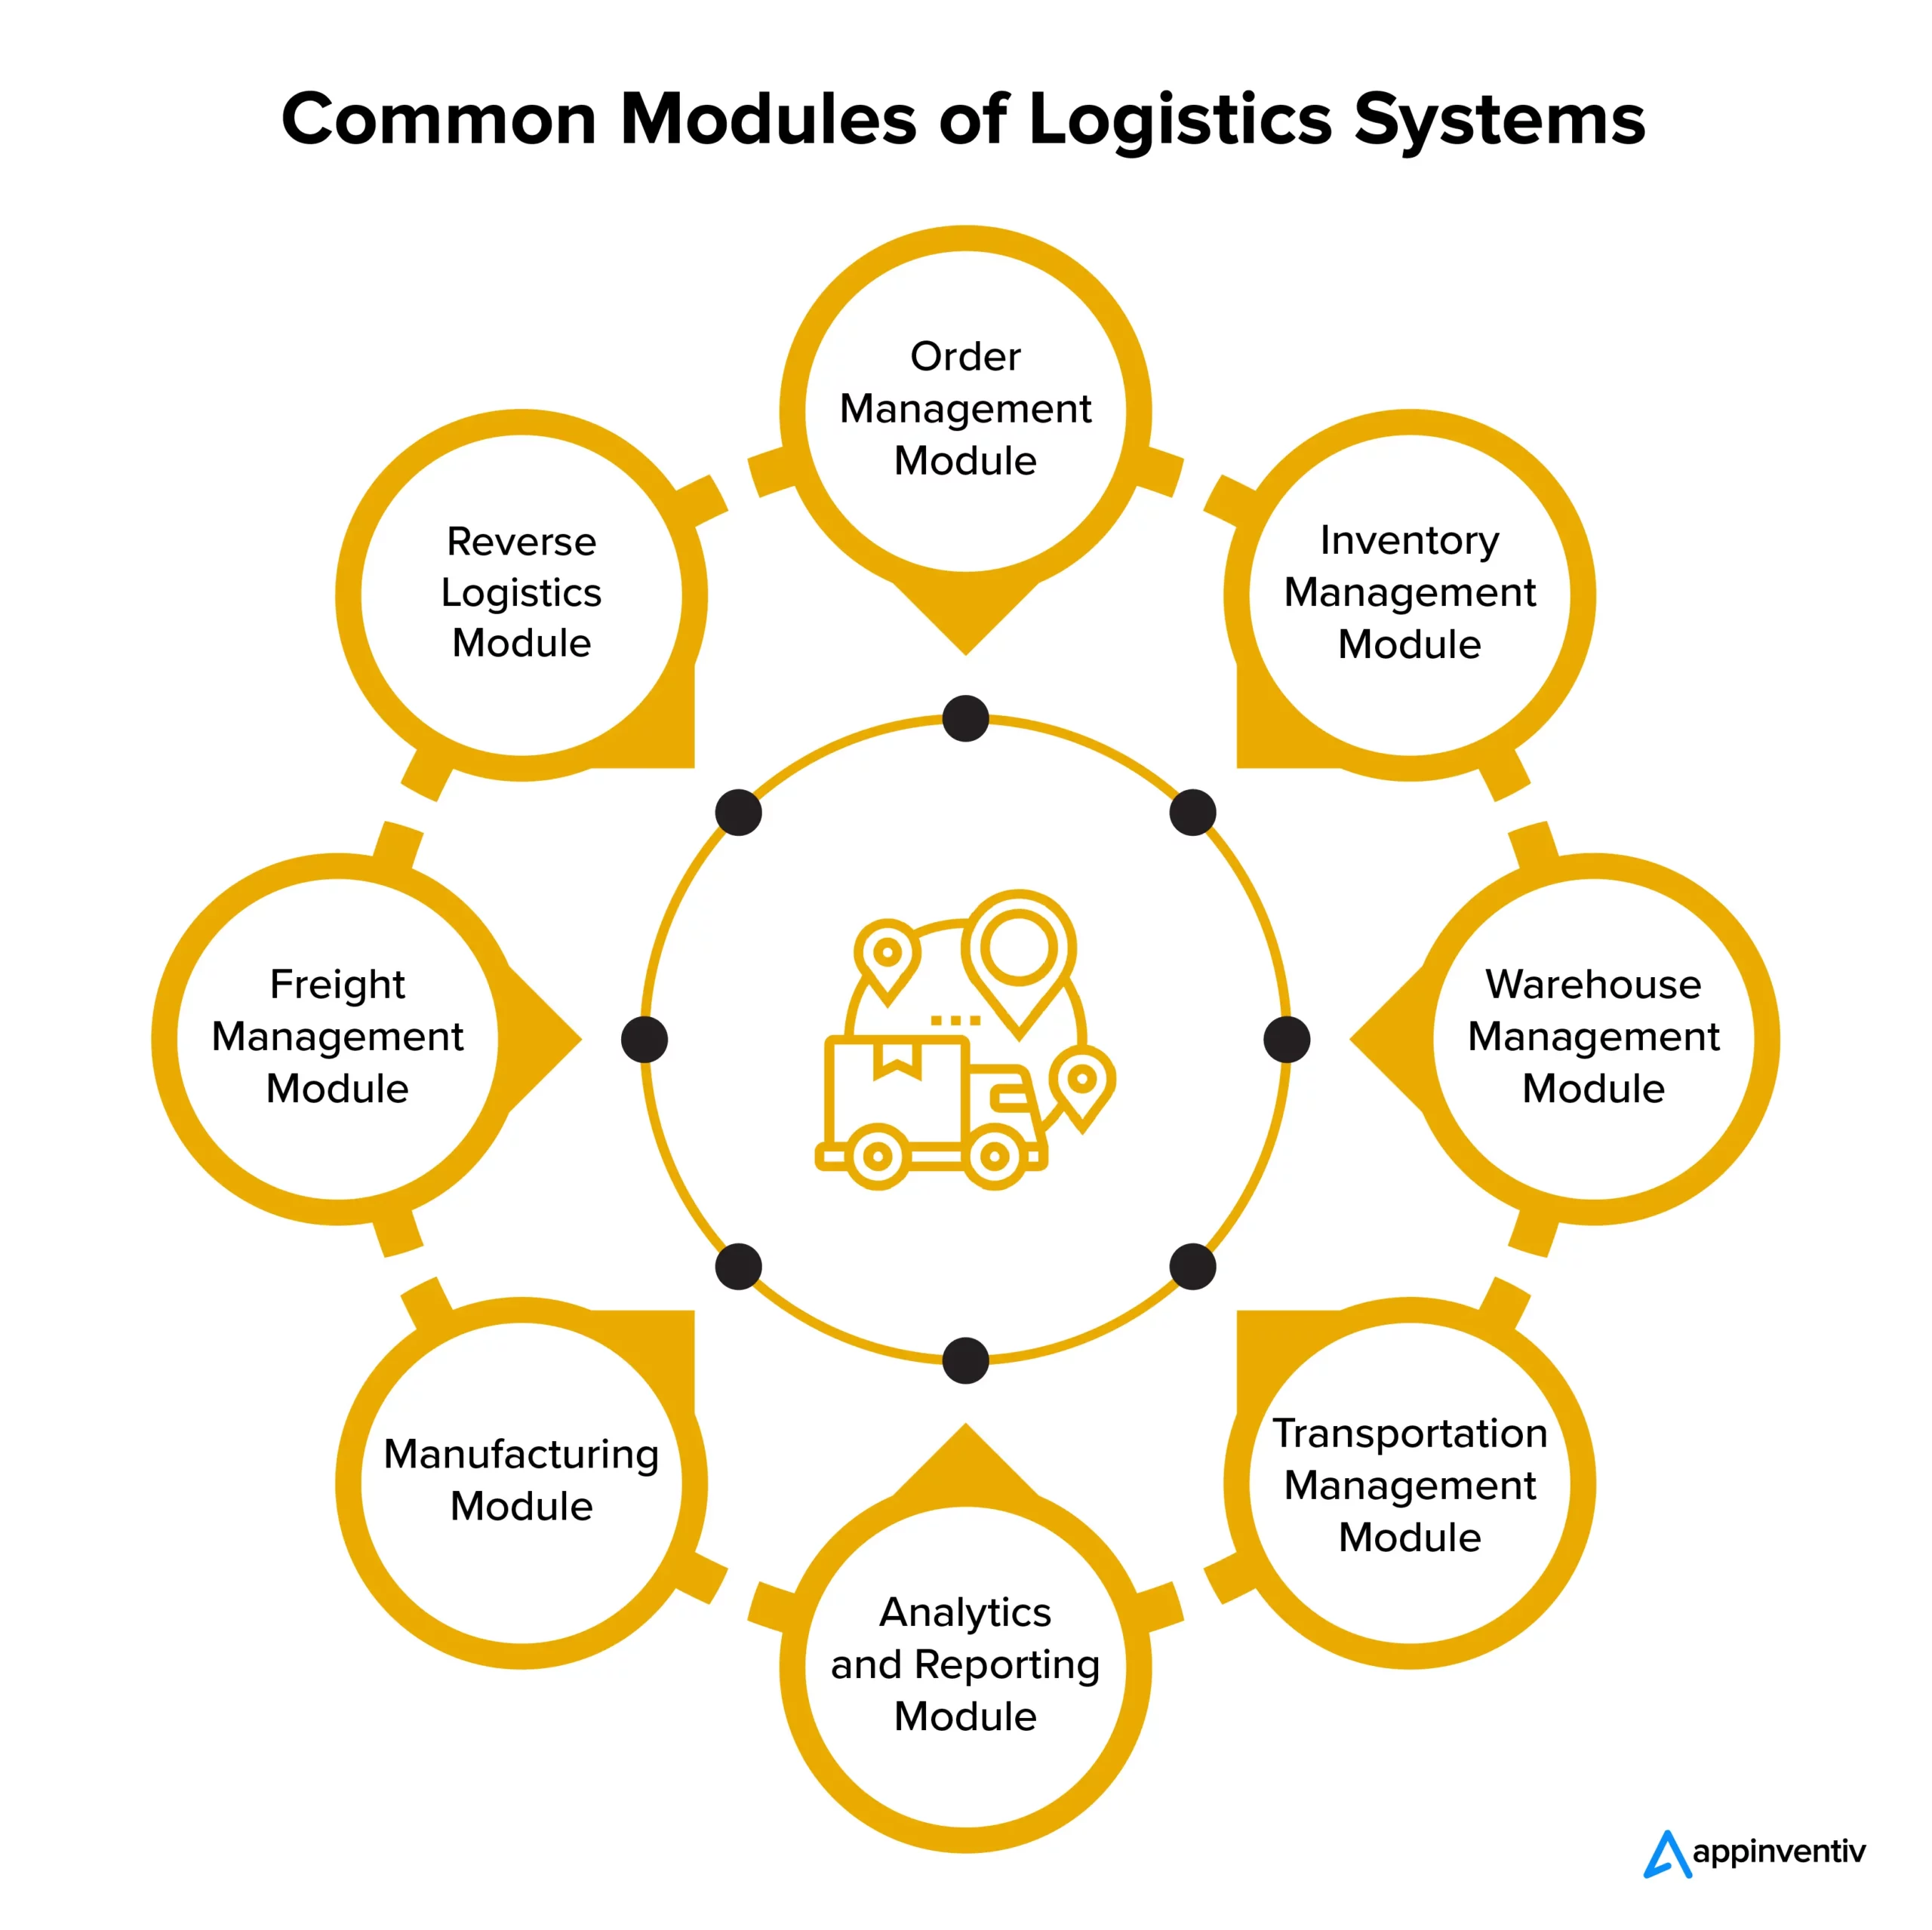 Common Modules of Logistics Systems
Order
Management
Module
Inventory
Management
Module
Warehouse
Management
Module
Transportation
Management
Module
Analytics
and Reporting
Module
Manufacturing
Module
Freight
Management
Module
Reverse
Logistics
Module
appinventiv